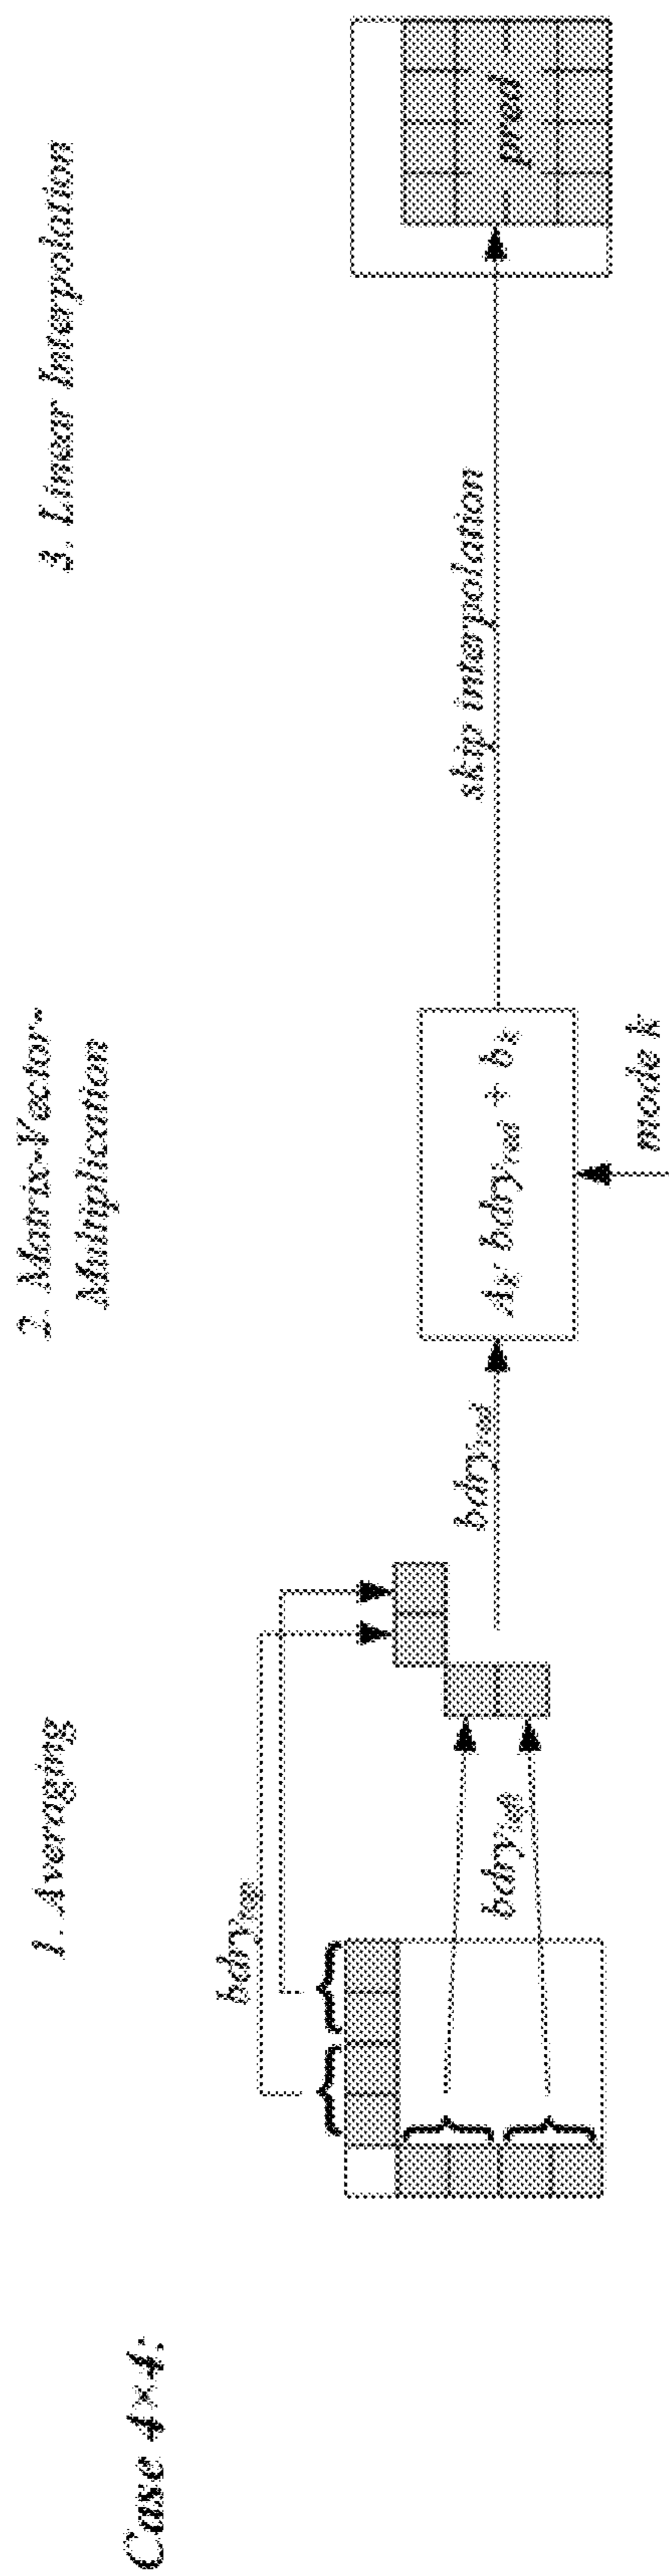 Case 4×4:
1. Averaging
2. Matrix-Vector-
Multiplication
3. Linear Interpolation
bdry_top
bdry_left
bdry_red
A_k · bdry_red + b_k
mode k
skip interpolation
pred